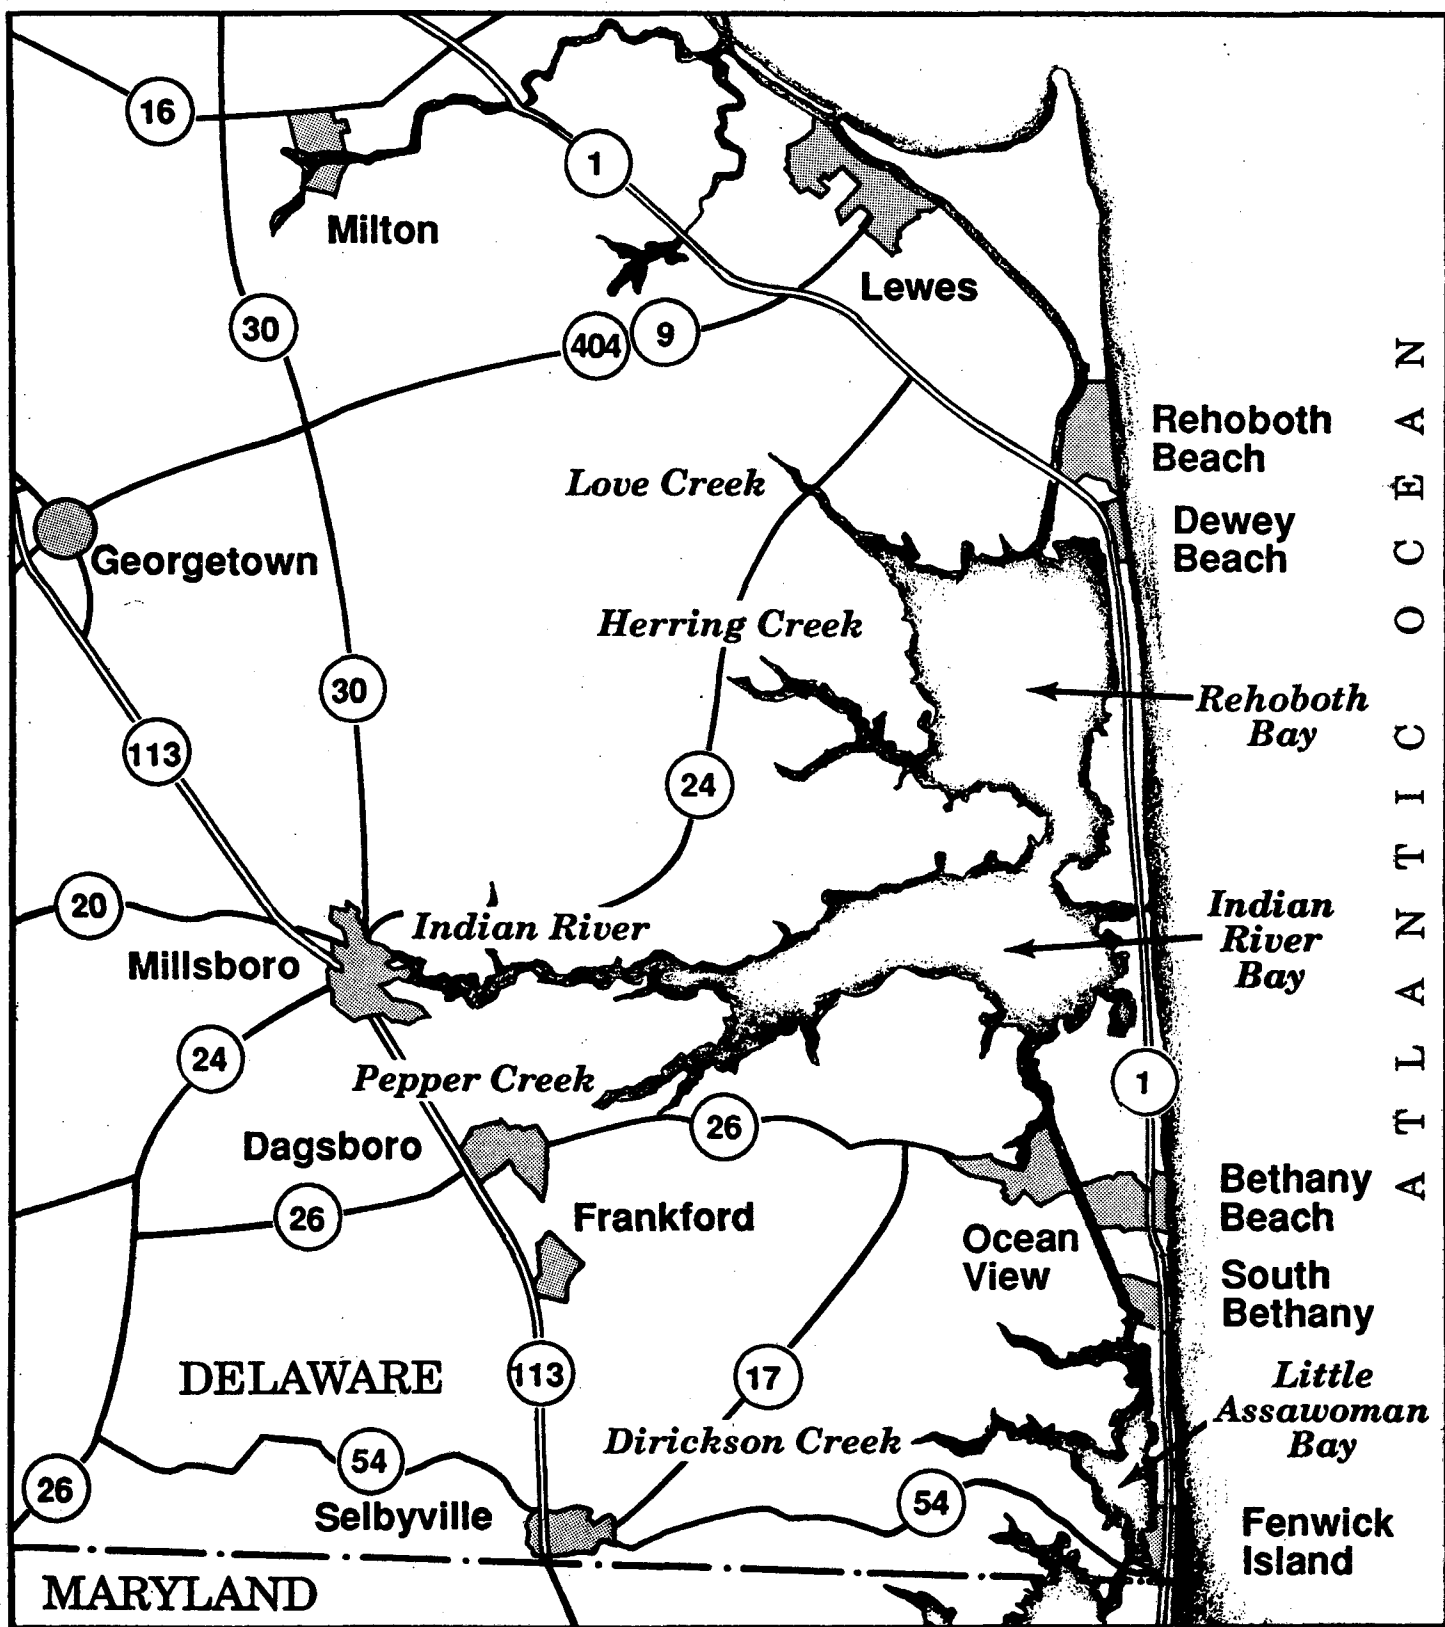 16
1
Milton
Lewes
30
404
9
Rehoboth
Beach
Love Creek
Dewey
Beach
Georgetown
Herring Creek
30
Rehoboth
Bay
113
24
20
Indian River
Indian
River
Bay
Millsboro
24
Pepper Creek
1
26
Dagsboro
26
Frankford
Bethany
Beach
Ocean
View
South
Bethany
DELAWARE
113
17
Little
Assawoman
Bay
Dirickson Creek
54
26
54
Selbyville
Fenwick
Island
MARYLAND
ATLANTIC OCEAN